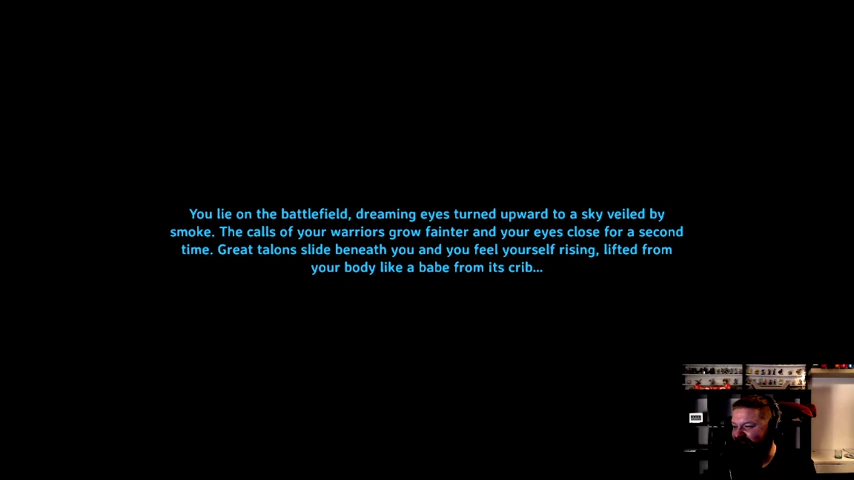 You lie on the battlefield, dreaming eyes turned upward to a sky veiled by
smoke. The calls of your warriors grow fainter and your eyes close for a second
time. Great talons slide beneath you and you feel yourself rising, lifted from
your body like a babe from its crib...